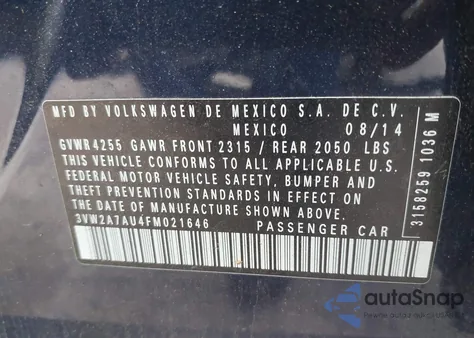 MFD BY VOLKSWAGEN DE MEXICO S.A. DE C.V.
MEXICO 08/14
GVWR4255 GAWR FRONT 2315 / REAR 2050 LBS
THIS VEHICLE CONFORMS TO ALL APPLICABLE U.S.
FEDERAL MOTOR VEHICLE SAFETY, BUMPER AND
THEFT PREVENTION STANDARDS IN EFFECT ON
THE DATE OF MANUFACTURE SHOWN ABOVE.
3VW2A7AU4FM021646 PASSENGER CAR
3158259 1036 M
autoSnap